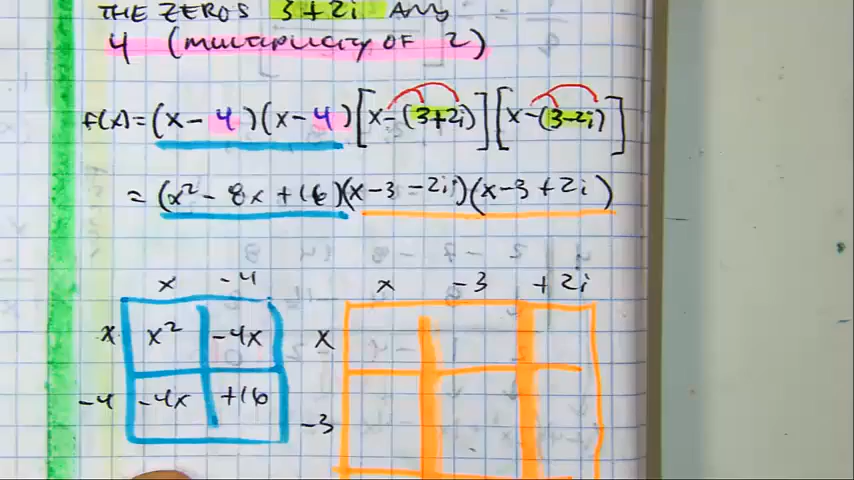 THE ZEROS 3+2i AND
4 (multiplicity OF 2)
f(x)=(x-4)(x-4)[x-(3+2i)][x-(3-2i)]
=(x²-8x+16)(x-3-2i)(x-3+2i)
x -4 x -3 +2i
x x² -4x x
-4 -4x +16 -3